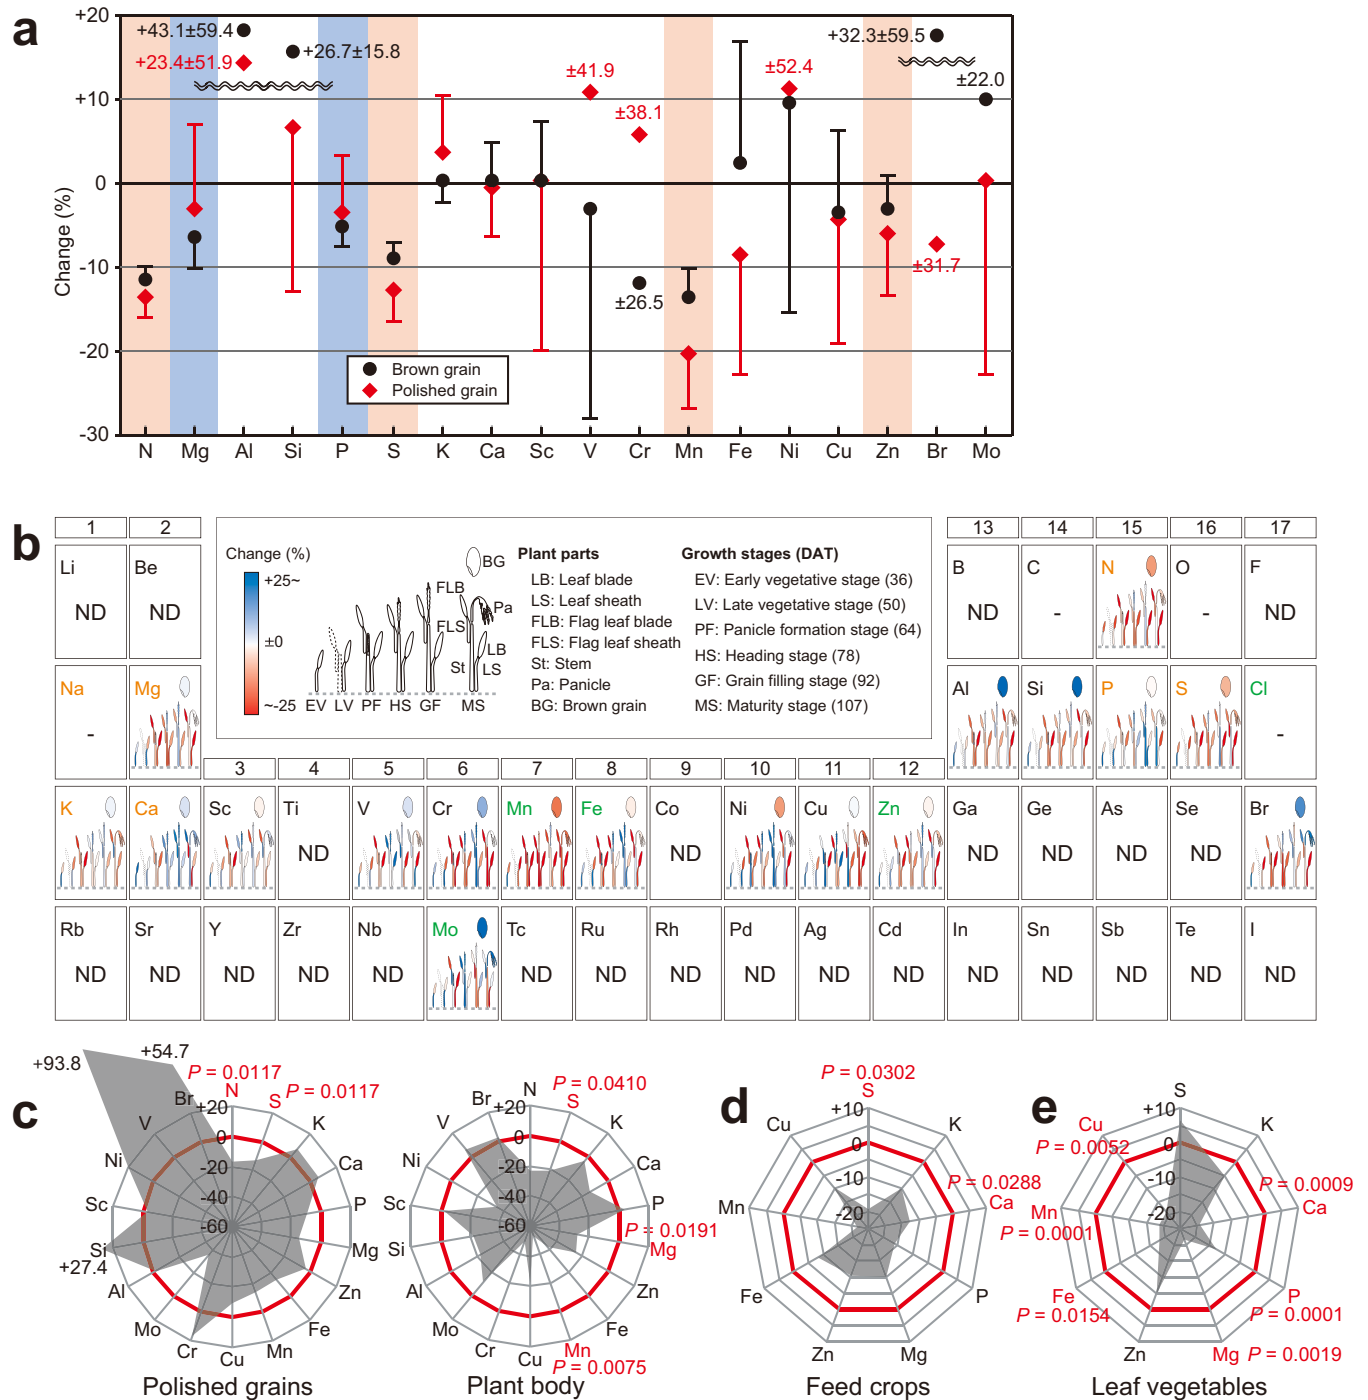 a
+20
+10
0
-10
-20
-30
Change (%)
+43.1±59.4
+23.4±51.9
+26.7±15.8
±41.9
±38.1
±26.5
±52.4
+32.3±59.5
±31.7
±22.0
Brown grain
Polished grain
N Mg Al Si P S K Ca Sc V Cr Mn Fe Ni Cu Zn Br Mo
b
1 2
13 14 15 16 17
Change (%)
+25~
±0
~-25
BG
FLB
Pa
FLS
LB
St
LS
EV LV PF HS GF MS
Plant parts
LB: Leaf blade
LS: Leaf sheath
FLB: Flag leaf blade
FLS: Flag leaf sheath
St: Stem
Pa: Panicle
BG: Brown grain
Growth stages (DAT)
EV: Early vegetative stage (36)
LV: Late vegetative stage (50)
PF: Panicle formation stage (64)
HS: Heading stage (78)
GF: Grain filling stage (92)
MS: Maturity stage (107)
Li Be B C N O F
ND ND ND - - ND
Na Mg Al Si P S Cl
- -
3 4 5 6 7 8 9 10 11 12
K Ca Sc Ti V Cr Mn Fe Co Ni Cu Zn Ga Ge As Se Br
ND ND ND ND ND ND
Rb Sr Y Zr Nb Mo Tc Ru Rh Pd Ag Cd In Sn Sb Te I
ND ND ND ND ND ND ND ND ND ND ND ND ND ND ND ND
c
+93.8
+54.7
+27.4
P = 0.0117
N
P = 0.0117
S
K
Ca
P
Mg
Zn
Fe
Mn
Cu
Cr
Mo
Al
Si
Sc
Ni
V
Br
+20
0
-20
-40
-60
Polished grains
N
P = 0.0410
S
K
Ca
P
P = 0.0191
Mg
Zn
Fe
Mn
P = 0.0075
Cu
Cr
Mo
Al
Si
Sc
Ni
V
Br
+20
0
-20
-40
-60
Plant body
d
P = 0.0302
S
K
P = 0.0288
Ca
P
Mg
Zn
Fe
Mn
Cu
+10
0
-10
-20
Feed crops
e
S
K
P = 0.0009
Ca
P
P = 0.0001
Mg P = 0.0019
Zn
Fe
P = 0.0154
Mn
P = 0.0001
Cu
P = 0.0052
+10
0
-10
-20
Leaf vegetables